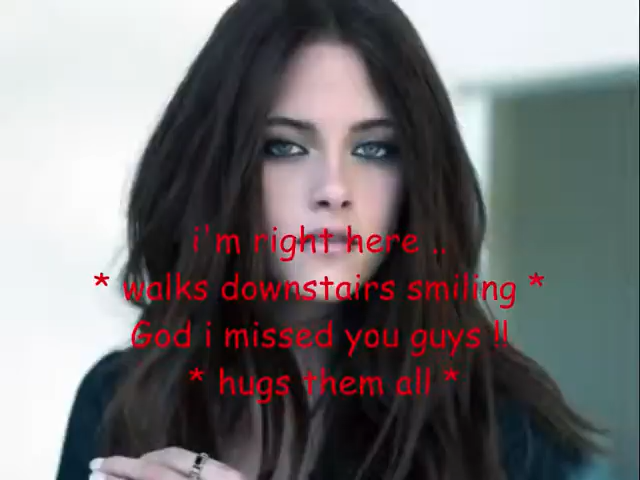 i'm right here ..
* walks downstairs smiling *
God i missed you guys !!
* hugs them all *